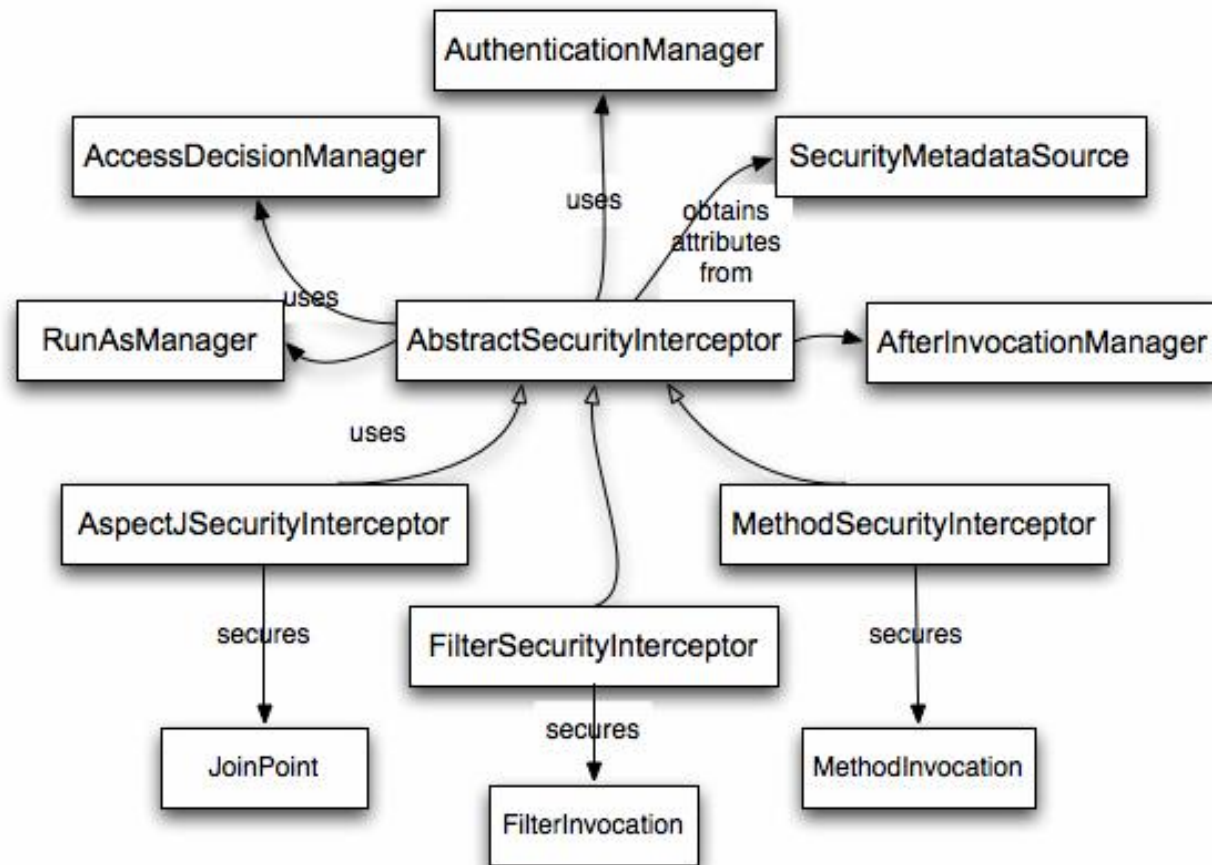 AuthenticationManager
AccessDecisionManager
SecurityMetadataSource
uses
obtains
attributes
from
uses
RunAsManager
AbstractSecurityInterceptor
AfterInvocationManager
uses
AspectJSecurityInterceptor
MethodSecurityInterceptor
secures
FilterSecurityInterceptor
secures
secures
JoinPoint
MethodInvocation
FilterInvocation